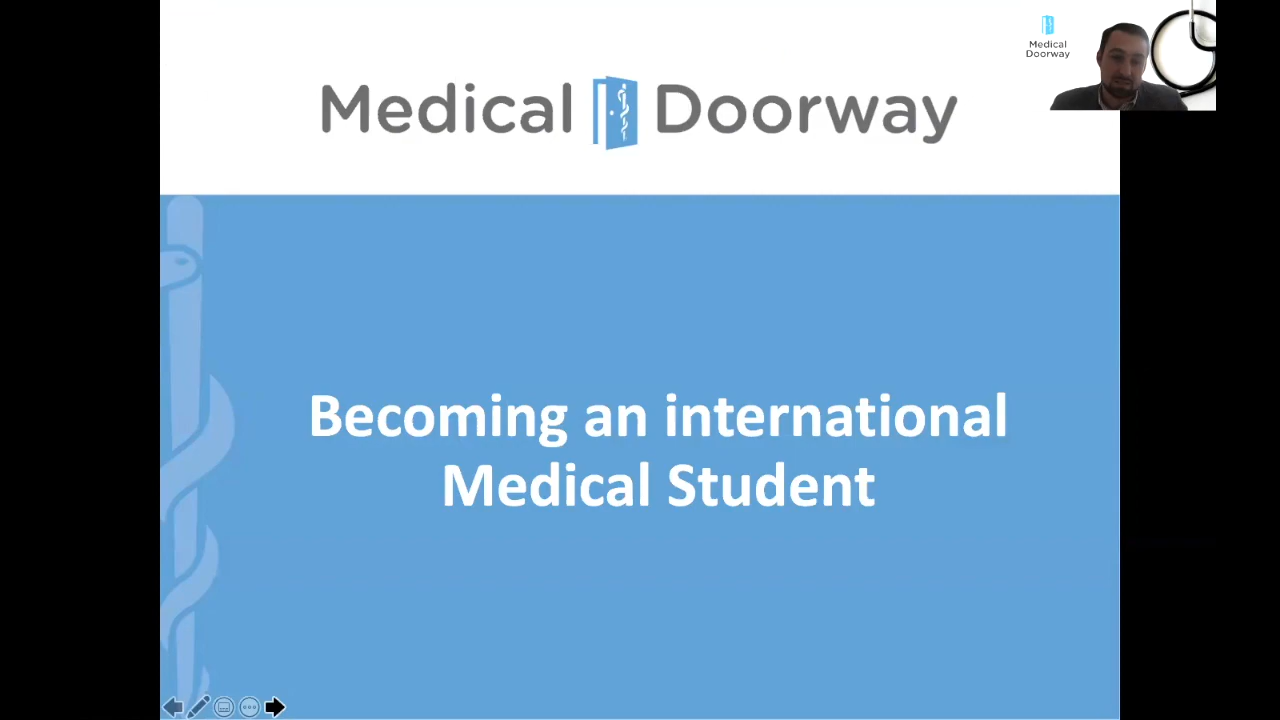 Medical Doorway
Medical
Doorway
Becoming an international
Medical Student